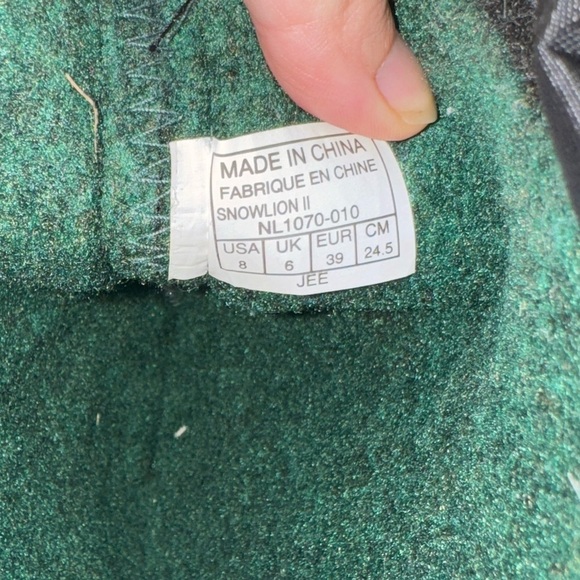 MADE IN CHINA
FABRIQUE EN CHINE
SNOWLION II
NL1070-010
USA UK EUR CM
8 6 39 24.5
JEE